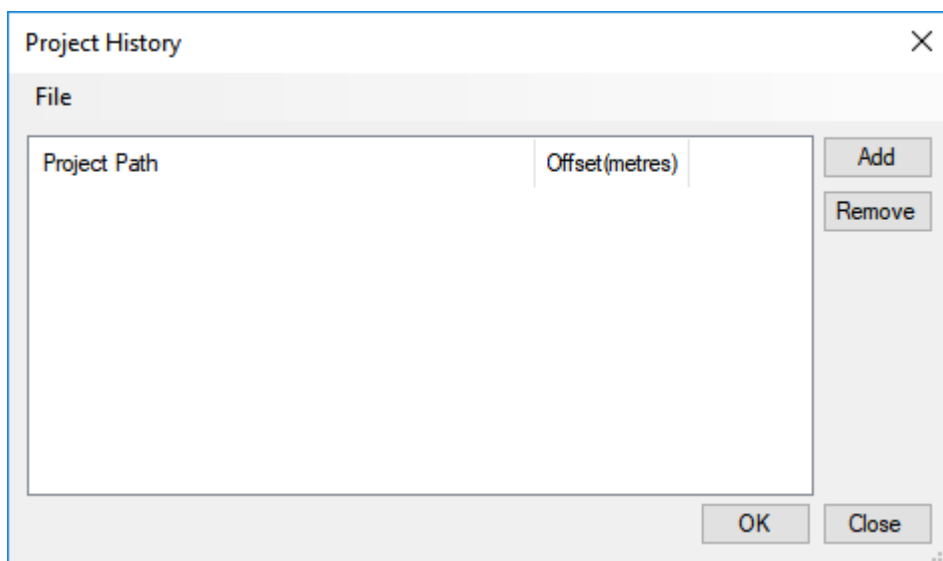 Project History
File
Project Path Offset(metres)
Add
Remove
OK Close